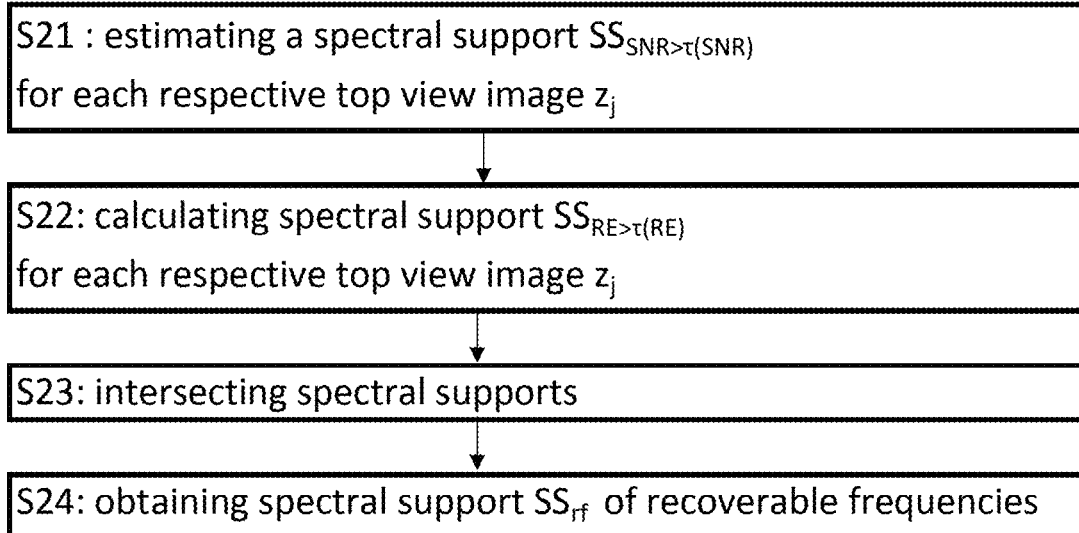 S21 : estimating a spectral support SS_SNR>τ(SNR)
for each respective top view image z_j
S22: calculating spectral support SS_RE>τ(RE)
for each respective top view image z_j
S23: intersecting spectral supports
S24: obtaining spectral support SS_rf of recoverable frequencies